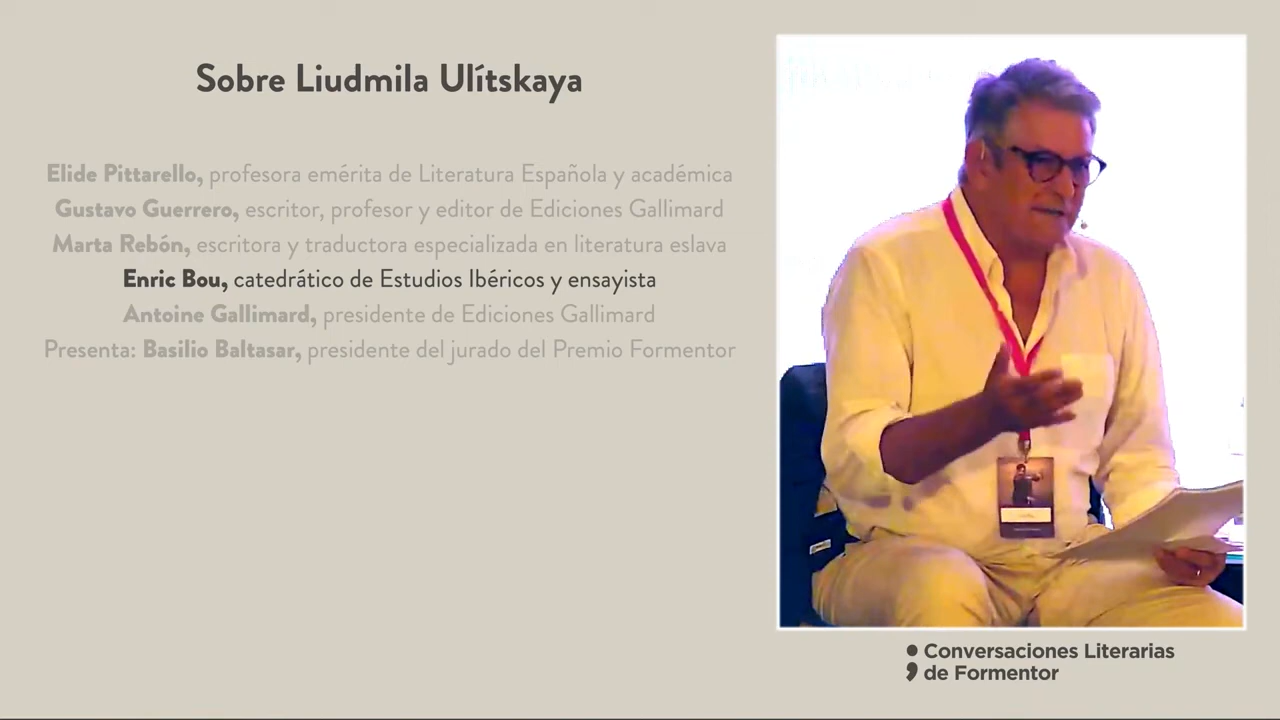 Sobre Liudmila Ulítskaya
Elide Pittarello, profesora emérita de Literatura Española y académica
Gustavo Guerrero, escritor, profesor y editor de Ediciones Gallimard
Marta Rebón, escritora y traductora especializada en literatura eslava
Enric Bou, catedrático de Estudios Ibéricos y ensayista
Antoine Gallimard, presidente de Ediciones Gallimard
Presenta: Basilio Baltasar, presidente del jurado del Premio Formentor
Conversaciones Literarias
de Formentor